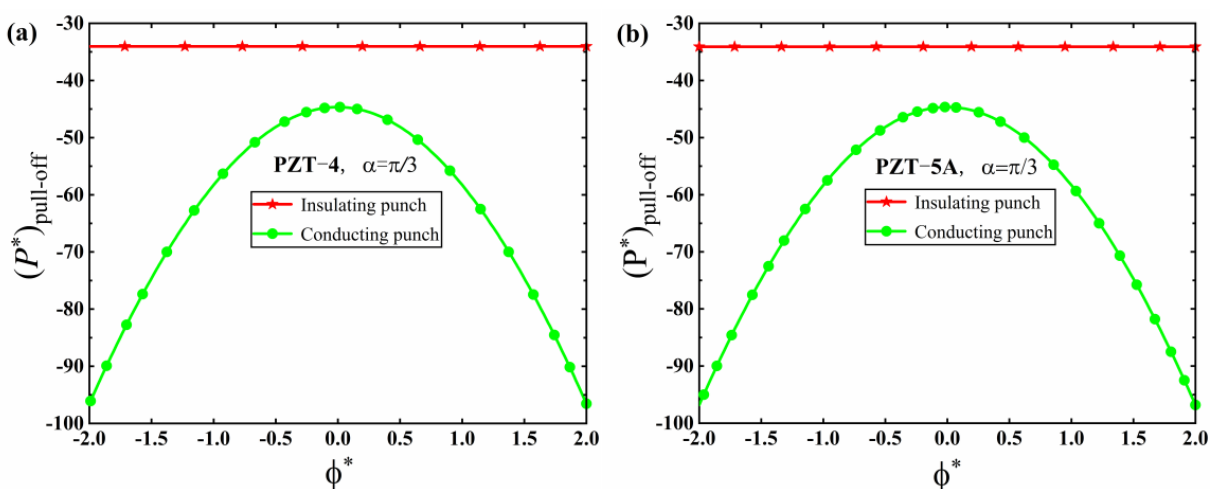 (a)
(P*)pull-off
-30
-40
-50
-60
-70
-80
-90
-100
PZT−4, α=π/3
Insulating punch
Conducting punch
-2.0 -1.5 -1.0 -0.5 0.0 0.5 1.0 1.5 2.0
ϕ*
(b)
(P*)pull-off
-30
-40
-50
-60
-70
-80
-90
-100
PZT−5A, α=π/3
Insulating punch
Conducting punch
-2.0 -1.5 -1.0 -0.5 0.0 0.5 1.0 1.5 2.0
ϕ*